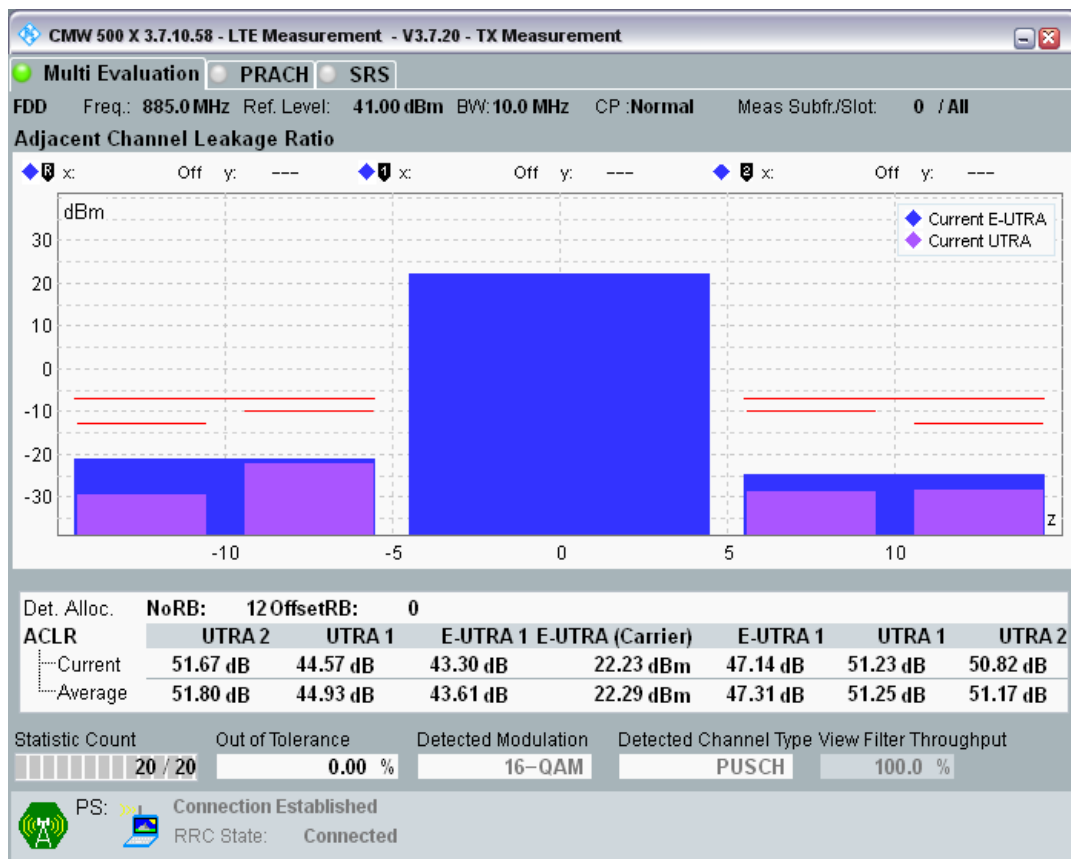 CMW 500 X 3.7.10.58 - LTE Measurement - V3.7.20 - TX Measurement
Multi Evaluation PRACH SRS
FDD Freq.: 885.0 MHz Ref. Level: 41.00 dBm BW: 10.0 MHz CP :Normal Meas Subfr./Slot: 0 / All
Adjacent Channel Leakage Ratio
R x: Off y: --- 1 x: Off y: --- 2 x: Off y: ---
dBm
Current E-UTRA
Current UTRA
30
20
10
0
-10
-20
-30
z
-10 -5 0 5 10
Det. Alloc. NoRB: 12 OffsetRB: 0
ACLR UTRA 2 UTRA 1 E-UTRA 1 E-UTRA (Carrier) E-UTRA 1 UTRA 1 UTRA 2
Current 51.67 dB 44.57 dB 43.30 dB 22.23 dBm 47.14 dB 51.23 dB 50.82 dB
Average 51.80 dB 44.93 dB 43.61 dB 22.29 dBm 47.31 dB 51.25 dB 51.17 dB
Statistic Count Out of Tolerance Detected Modulation Detected Channel Type View Filter Throughput
20 / 20 0.00 % 16-QAM PUSCH 100.0 %
PS: Connection Established
RRC State: Connected